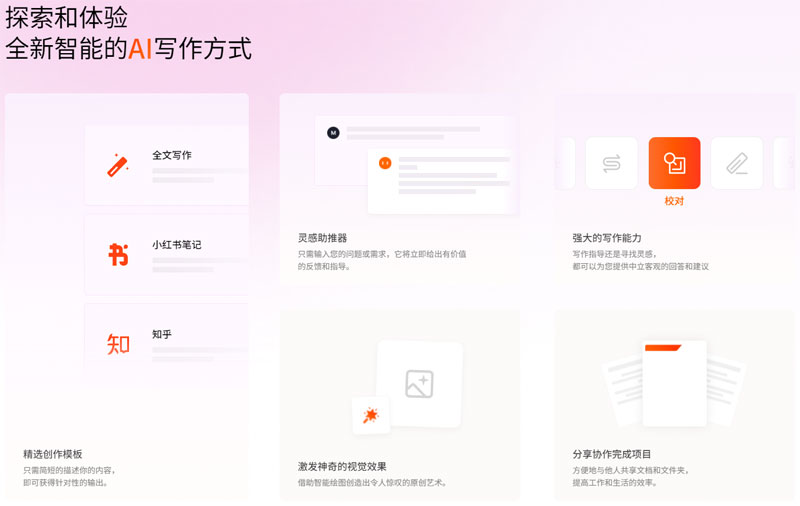 探索和体验
全新智能的AI写作方式
全文写作
小红书笔记
知
知乎
精选创作模板
只需简短的描述你的内容，
即可获得针对性的输出。
M
灵感助推器
只需输入您的问题或需求，它将立即给出有价值
的反馈和指导。
校对
强大的写作能力
写作指导还是寻找灵感，
都可以为您提供中立客观的回答和建议
激发神奇的视觉效果
借助智能绘图创造出令人惊叹的原创艺术。
分享协作完成项目
方便地与他人共享文档和文件夹，
提高工作和生活的效率。